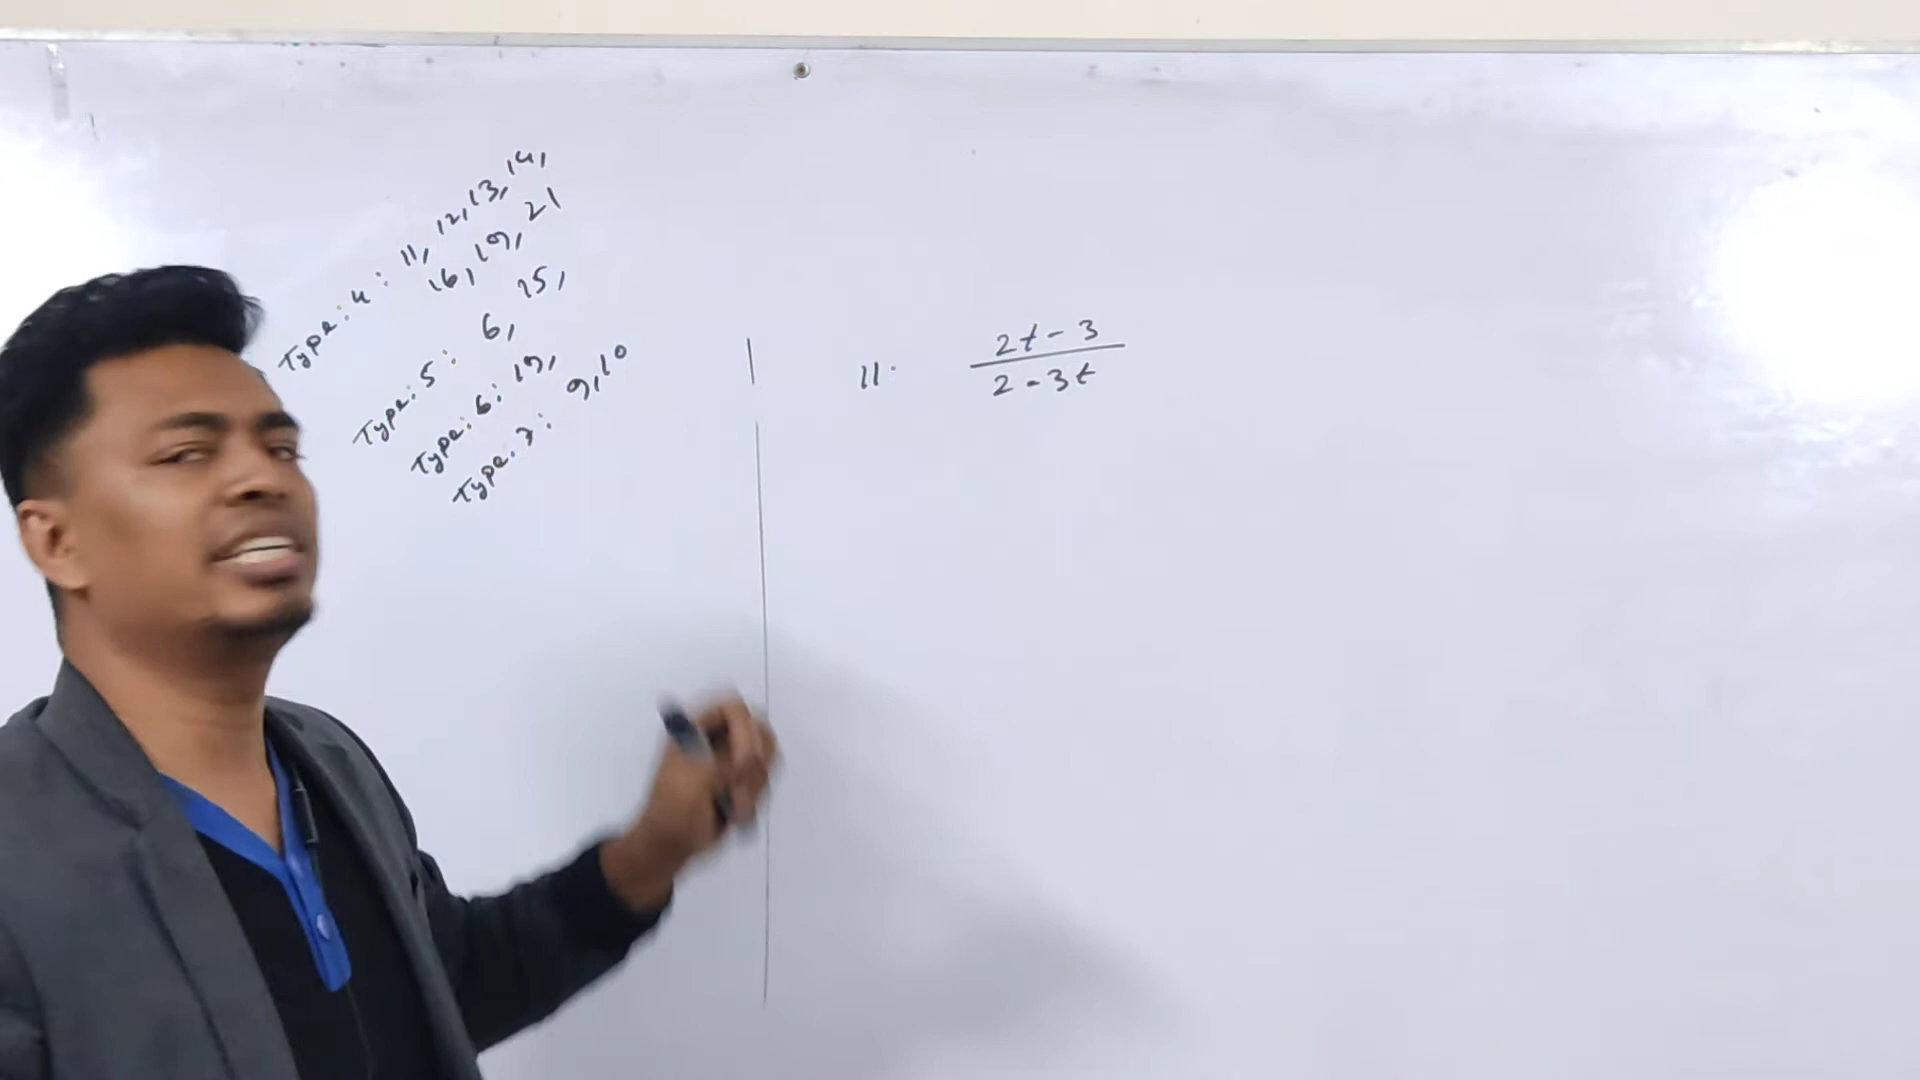 Type: 4: 11, 12, 13, 14,
16, 19, 21
Type: 5: 6, 25,
Type: 6: 19,
Type: 7: 9, 10
11. 2t - 3
2 - 3t